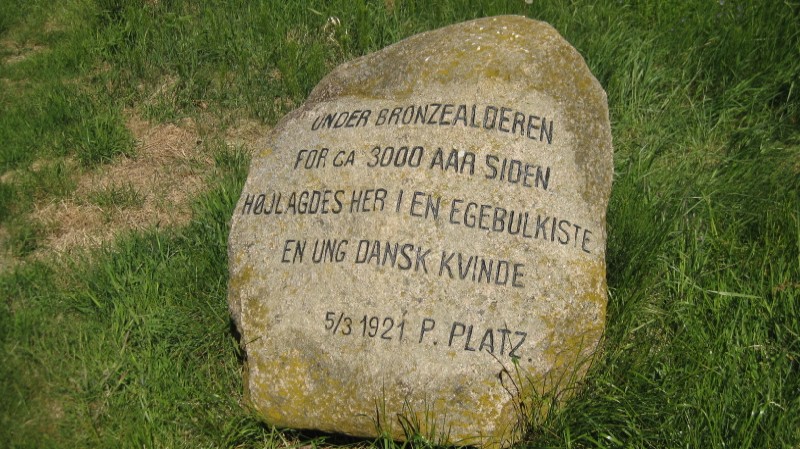 UNDER BRONZEALDEREN
FOR CA 3000 AAR SIDEN
HØJLAGDES HER I EN EGEBULKISTE
EN UNG DANSK KVINDE
5/3 1921 P. PLATZ.